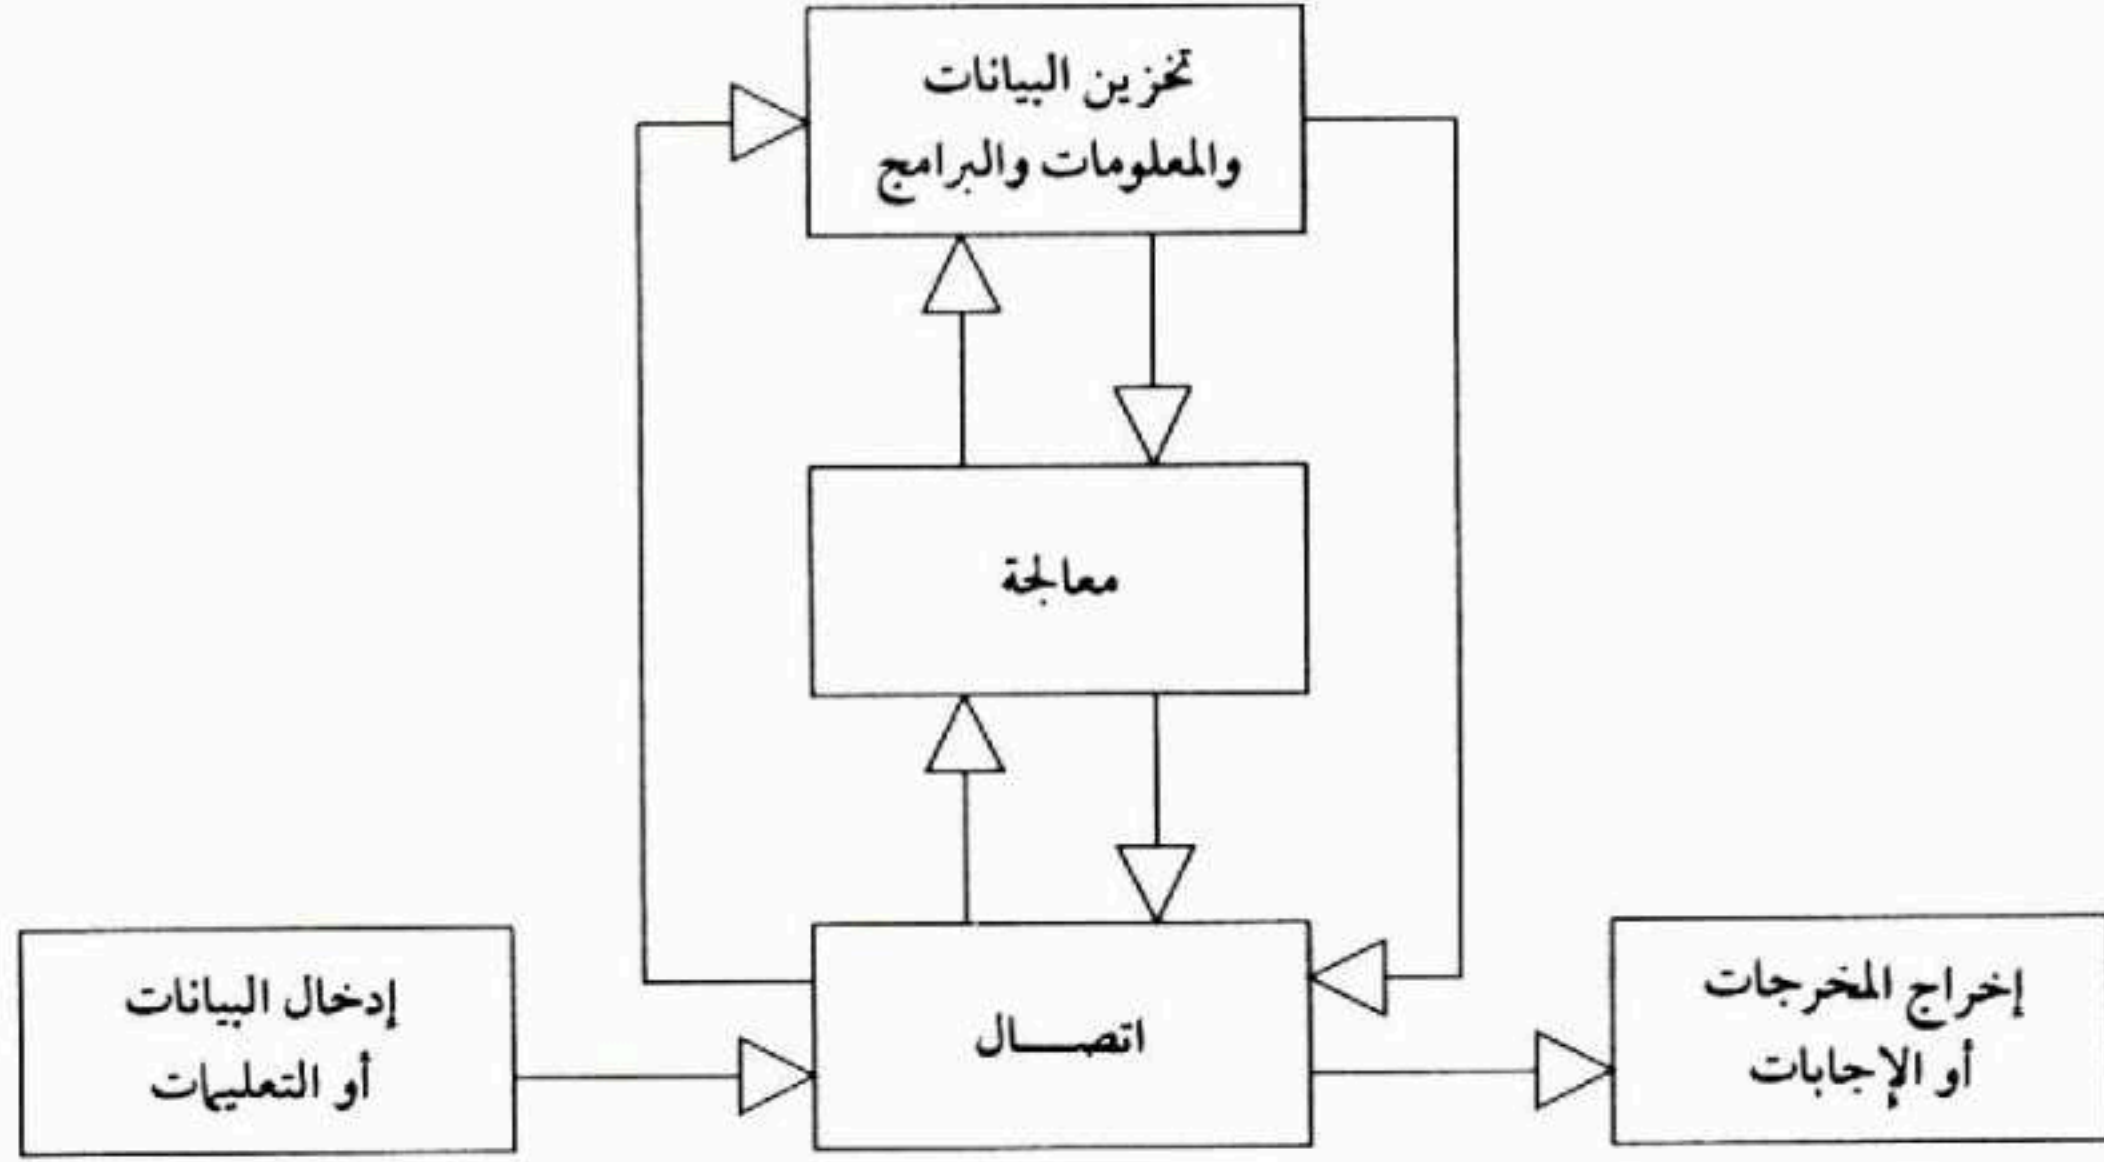 تخزين البيانات
والمعلومات والبرامج
معالجة
إدخال البيانات
أو التعليمات
اتصـــال
إخراج المخرجات
أو الإجابات